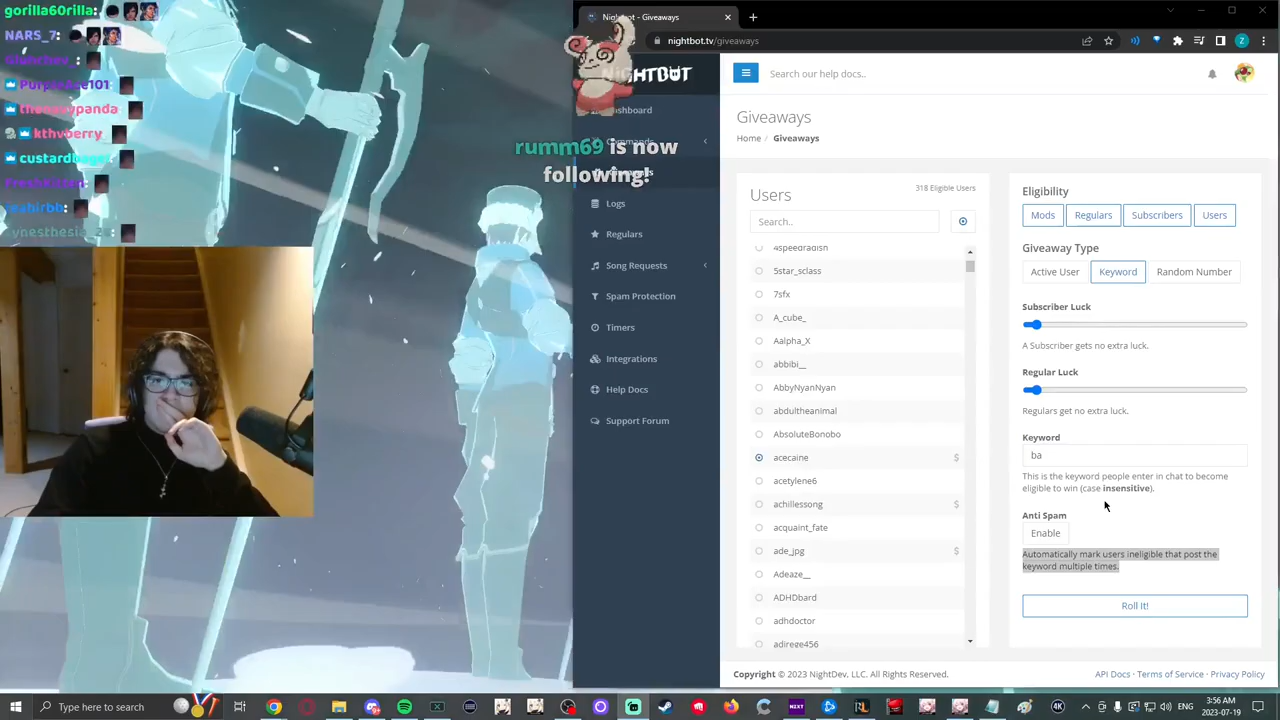 gorilla60rilla:
NARS_7:
kthvberry
custardbagel:
rumm69 is now
following!
Nightbot - Giveaways
nightbot.tv/giveaways
NIGHTBOT
Search our help docs..
Giveaways
Home / Giveaways
Dashboard
Commands
Logs
Regulars
Song Requests
Spam Protection
Timers
Integrations
Help Docs
Support Forum
Users
318 Eligible Users
Search..
4speedradish
5star_sclass
7sfx
A_cube_
Aalpha_X
abbibi__
AbbyNyanNyan
abdultheanimal
AbsoluteBonobo
acecaine $
acetylene6
achillessong $
acquaint_fate
ade_jpg $
Adeaze__
ADHDbard
adhdoctor
adirege456
Eligibility
Mods Regulars Subscribers Users
Giveaway Type
Active User Keyword Random Number
Subscriber Luck
A Subscriber gets no extra luck.
Regular Luck
Regulars get no extra luck.
Keyword
ba
This is the keyword people enter in chat to become
eligible to win (case insensitive).
Anti Spam
Enable
Automatically mark users ineligible that post the
keyword multiple times.
Roll It!
Copyright © 2023 NightDev, LLC. All Rights Reserved.
API Docs · Terms of Service · Privacy Policy
Type here to search
ENG
3:56 AM
2023-07-19